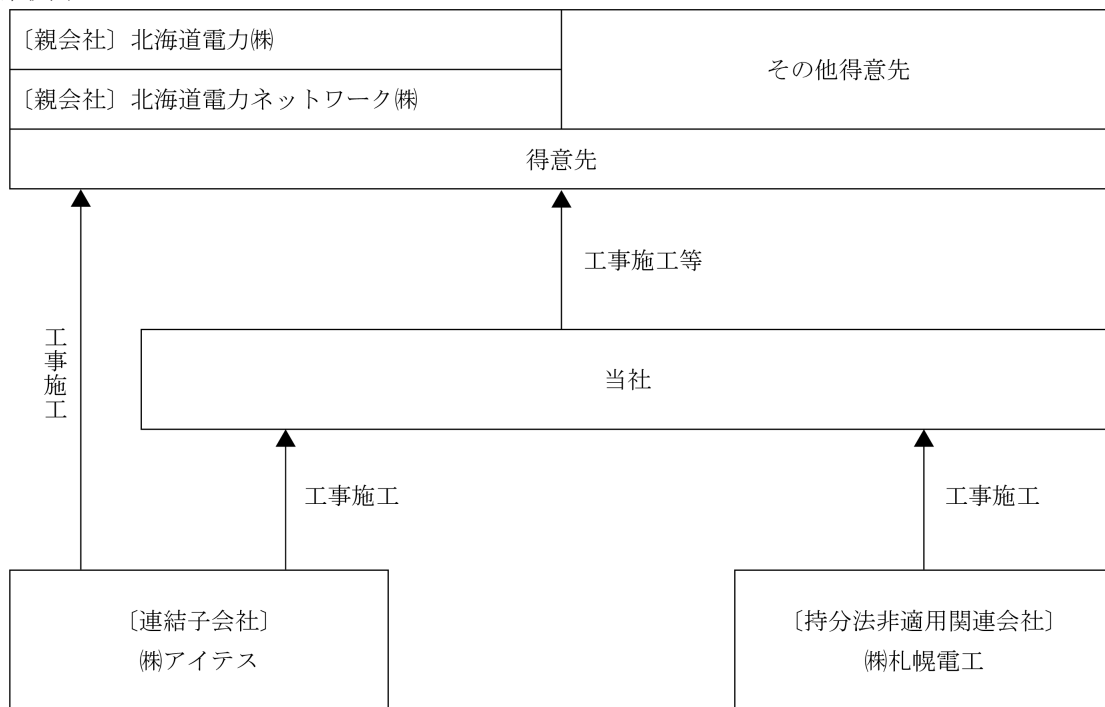 〔親会社〕北海道電力㈱
その他得意先
〔親会社〕北海道電力ネットワーク㈱
得意先
工事施工等
工事施工
当社
工事施工
工事施工
〔連結子会社〕
㈱アイテス
〔持分法非適用関連会社〕
㈱札幌電工